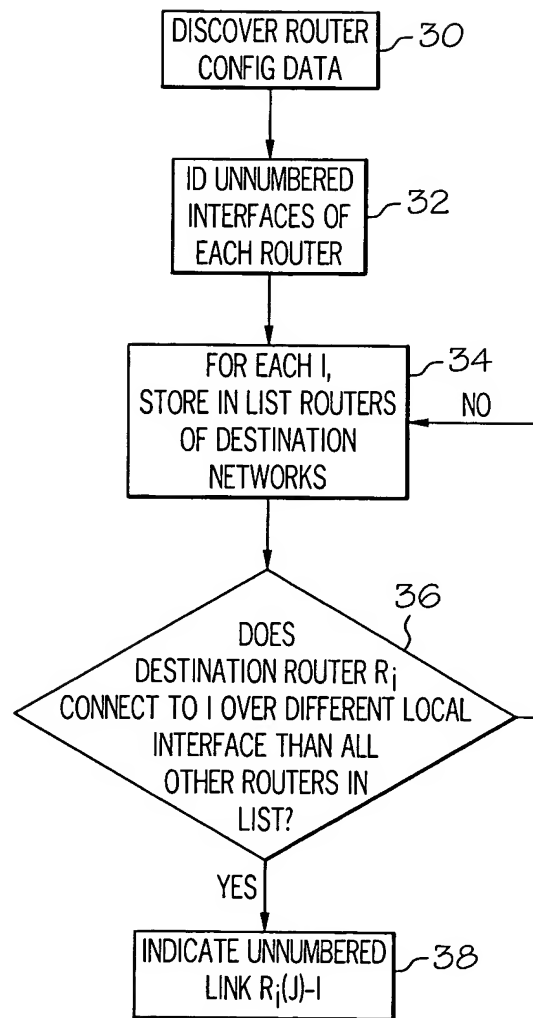 DISCOVER ROUTER
CONFIG DATA
30
ID UNNUMBERED
INTERFACES OF
EACH ROUTER
32
FOR EACH I,
STORE IN LIST ROUTERS
OF DESTINATION
NETWORKS
34
NO
36
DOES
DESTINATION ROUTER Ri
CONNECT TO I OVER DIFFERENT LOCAL
INTERFACE THAN ALL
OTHER ROUTERS IN
LIST?
YES
INDICATE UNNUMBERED
LINK Ri(J)-I
38